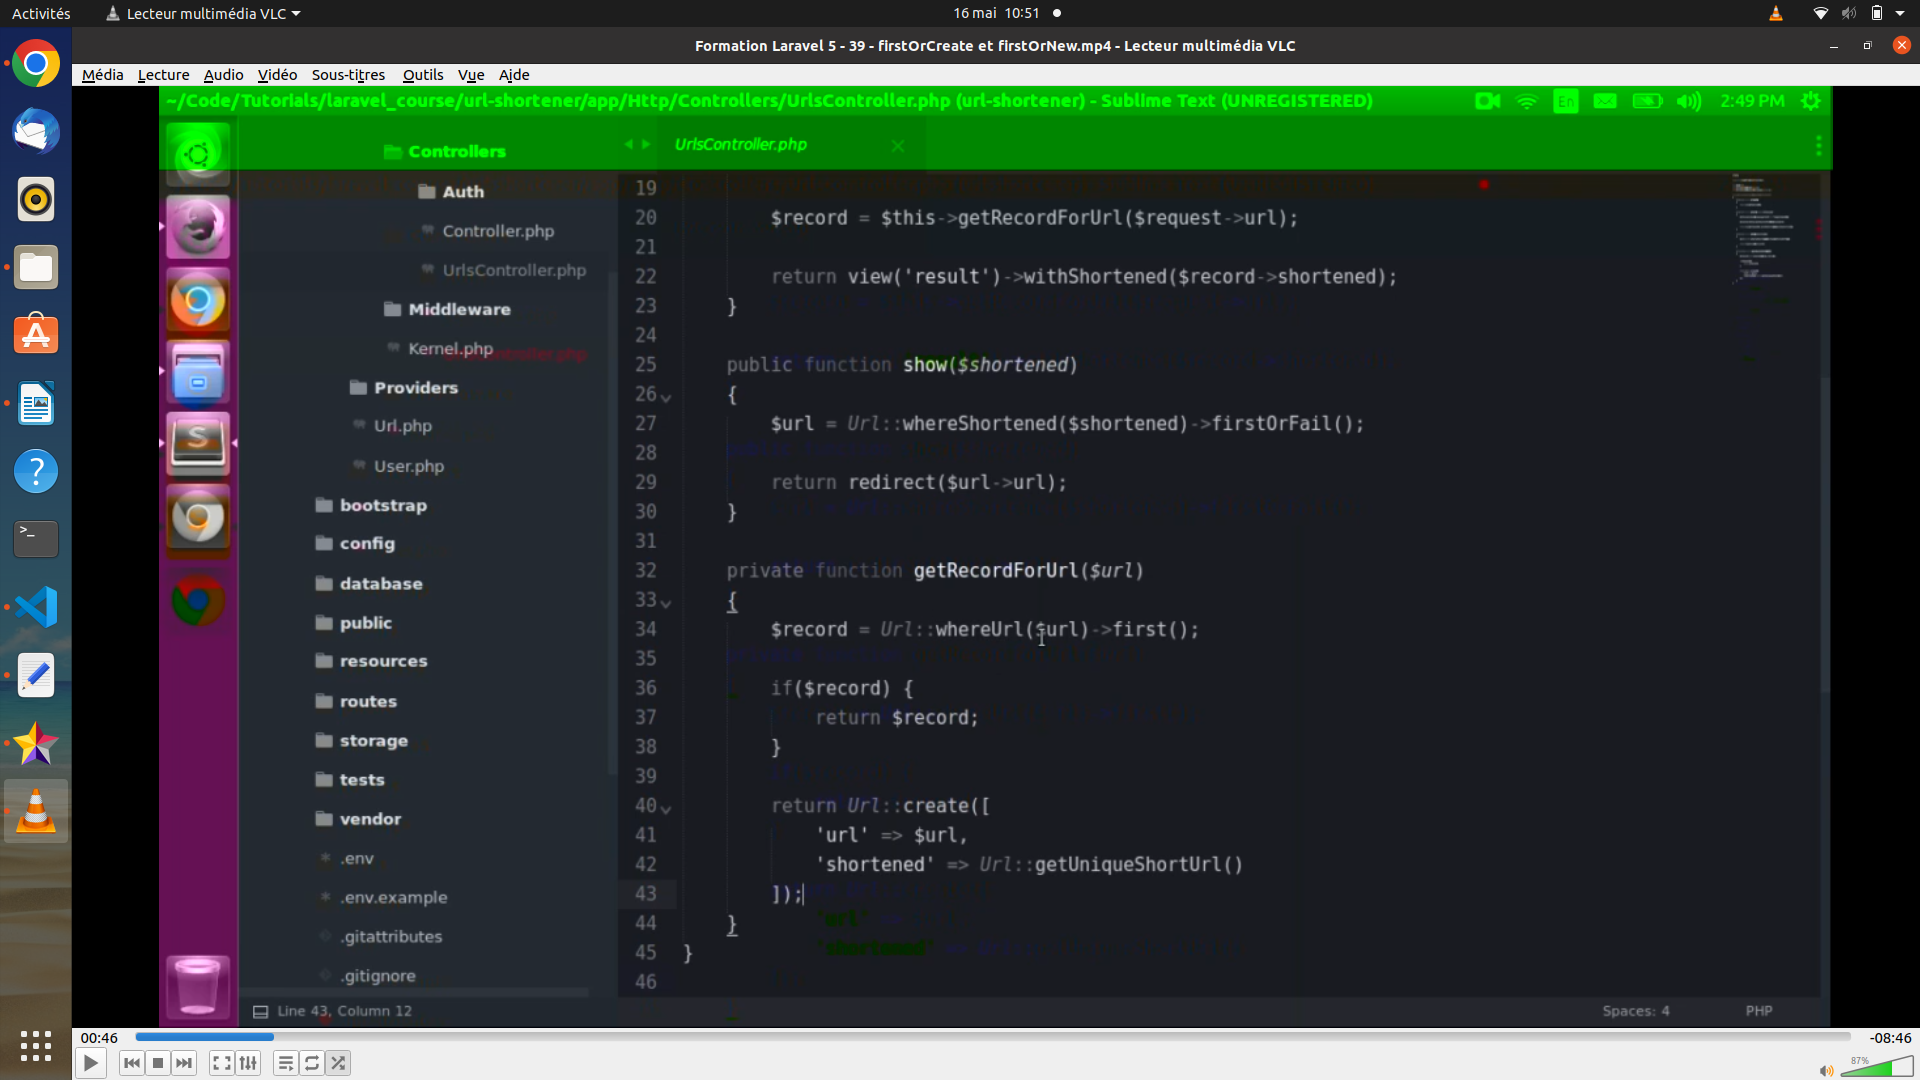 Activités
Lecteur multimédia VLC
16 mai 10:51
Formation Laravel 5 - 39 - firstOrCreate et firstOrNew.mp4 - Lecteur multimédia VLC
Média Lecture Audio Vidéo Sous-titres Outils Vue Aide
~/Code/Tutorials/laravel_course/url-shortener/app/Http/Controllers/UrlsController.php (url-shortener) - Sublime Text (UNREGISTERED)
En
2:49 PM
Controllers
Auth
Controller.php
UrlsController.php
Middleware
Kernel.php
Providers
Url.php
User.php
bootstrap
config
database
public
resources
routes
storage
tests
vendor
.env
.env.example
.gitattributes
.gitignore
UrlsController.php
19
20 $record = $this->getRecordForUrl($request->url);
21
22 return view('result')->withShortened($record->shortened);
23 }
24
25 public function show($shortened)
26 {
27 $url = Url::whereShortened($shortened)->firstOrFail();
28
29 return redirect($url->url);
30 }
31
32 private function getRecordForUrl($url)
33 {
34 $record = Url::whereUrl($url)->first();
35
36 if($record) {
37 return $record;
38 }
39
40 return Url::create([
41 'url' => $url,
42 'shortened' => Url::getUniqueShortUrl()
43 ]);
44 }
45 }
46
Line 43, Column 12
Spaces: 4
PHP
00:46
-08:46
87%